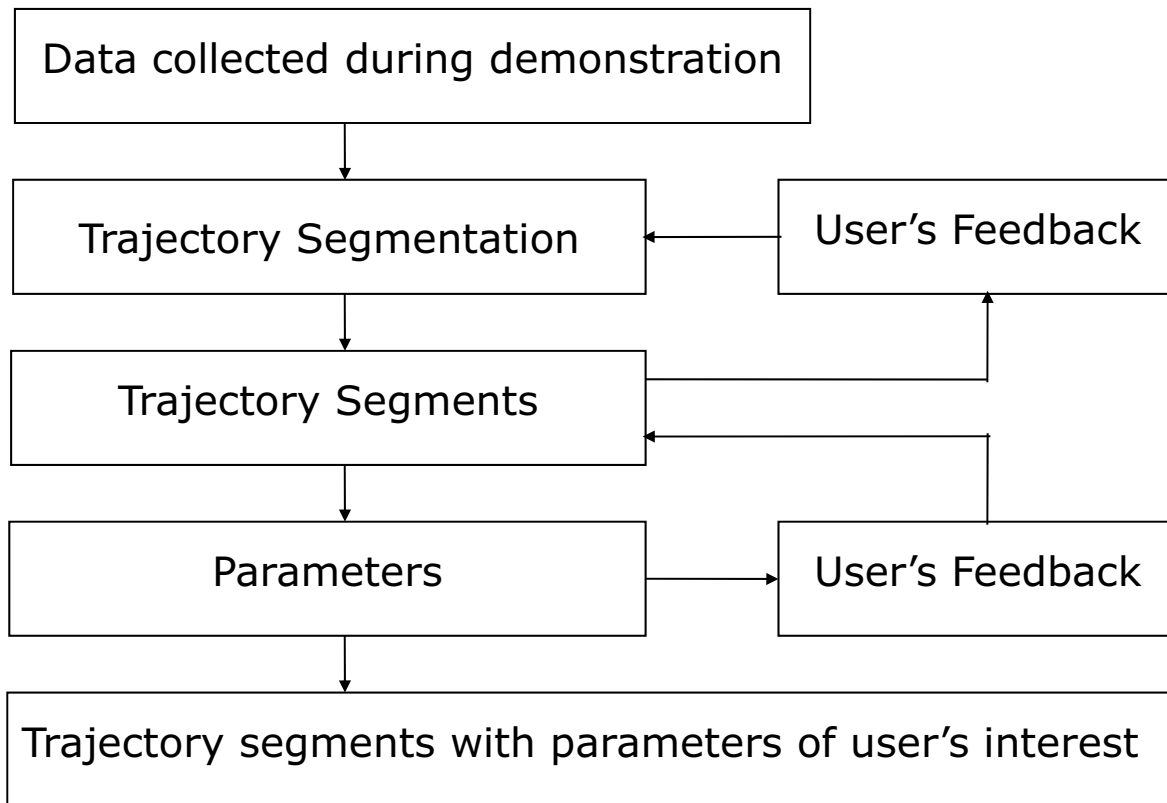 Data collected during demonstration
Trajectory Segmentation
User’s Feedback
Trajectory Segments
Parameters
User’s Feedback
Trajectory segments with parameters of user’s interest